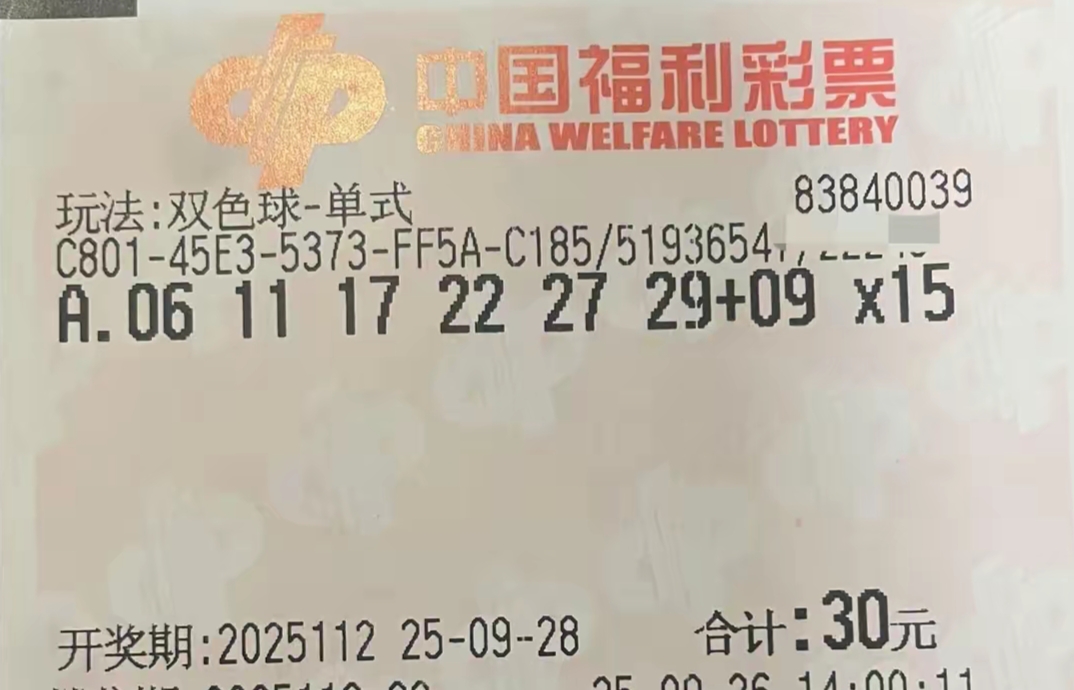 中国福利彩票
CHINA WELFARE LOTTERY
玩法:双色球-单式 83840039
C801-45E3-5373-FF5A-C185/5193654
A.06 11 17 22 27 29+09 x15
开奖期:2025112 25-09-28 合计:30元